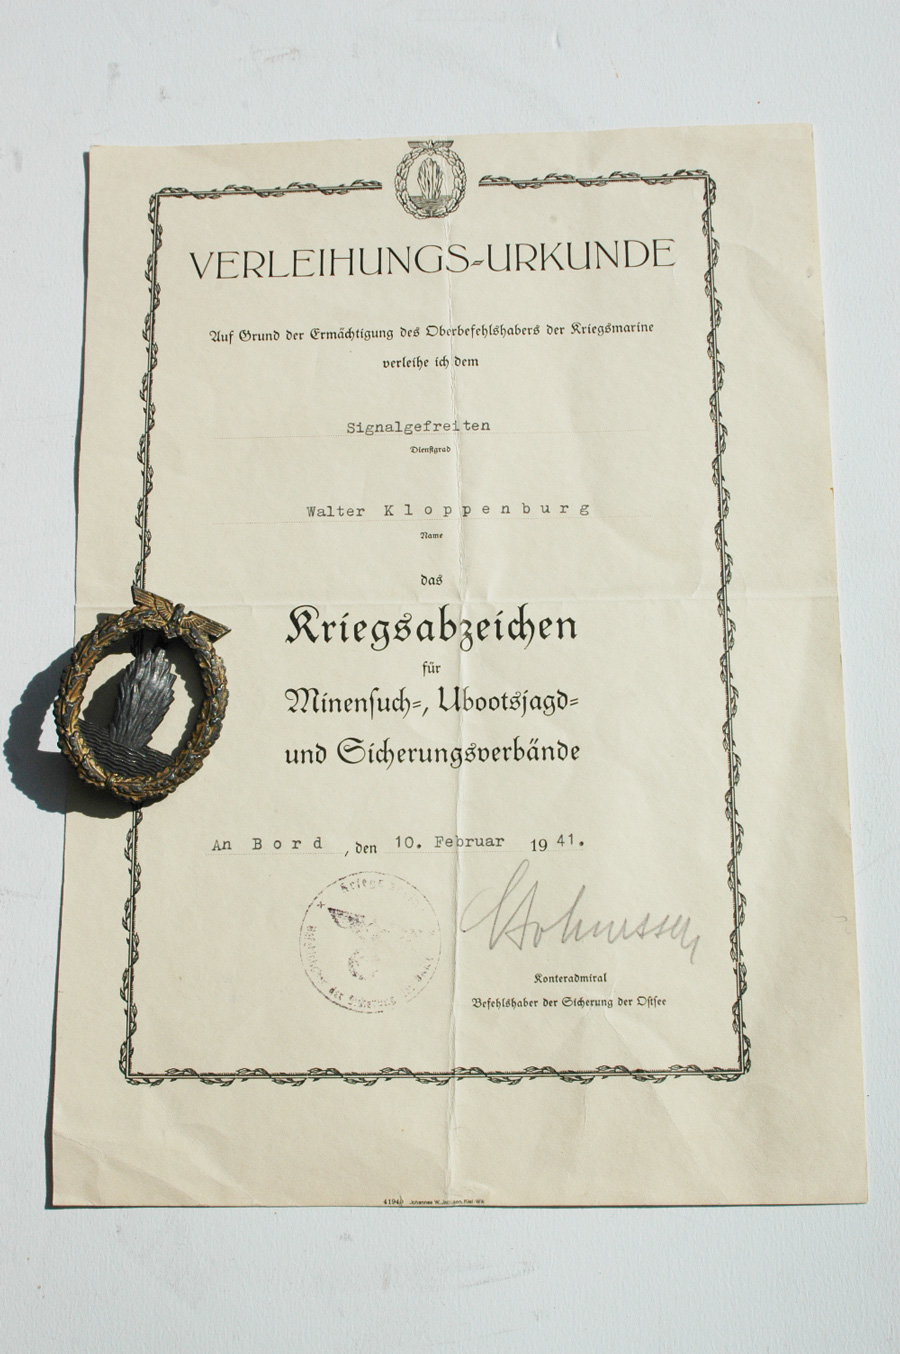 VERLEIHUNGS-URKUNDE
Auf Grund der Ermächtigung des Oberbefehlshabers der Kriegsmarine
verleihe ich dem
Signalgefreiten
Dienstgrad
Walter Kloppenburg
Name
das
Kriegsabzeichen
für
Minensuch-, Ubootsjagd-
und Sicherungsverbände
An Bord, den 10. Februar 1941.
Konteradmiral
Befehlshaber der Sicherung der Ostsee